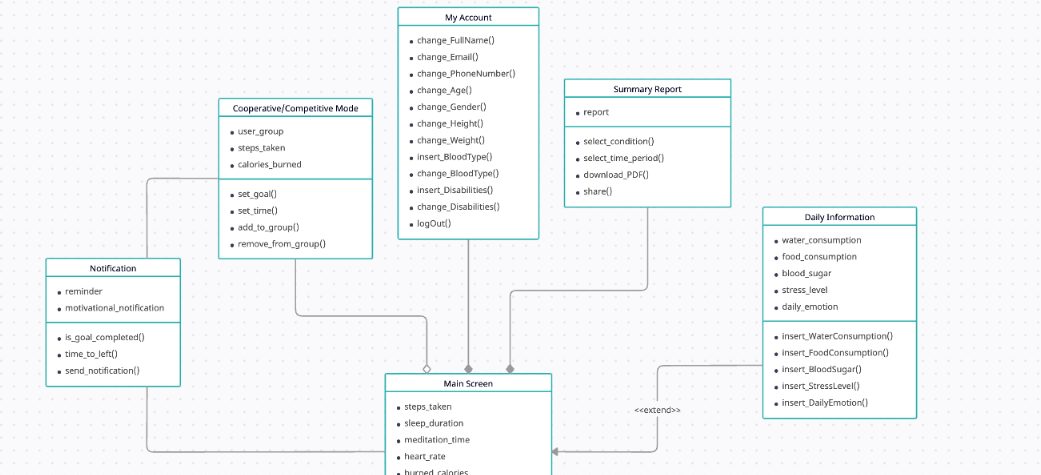 My Account
change_FullName()
change_Email()
change_PhoneNumber()
change_Age()
change_Gender()
change_Height()
change_Weight()
insert_BloodType()
change_BloodType()
insert_Disabilities()
change_Disabilities()
logOut()
Summary Report
report
select_condition()
select_time_period()
download_PDF()
share()
Cooperative/Competitive Mode
user_group
steps_taken
calories_burned
set_goal()
set_time()
add_to_group()
remove_from_group()
Daily Information
water_consumption
food_consumption
blood_sugar
stress_level
daily_emotion
insert_WaterConsumption()
insert_FoodConsumption()
insert_BloodSugar()
insert_StressLevel()
insert_DailyEmotion()
Notification
reminder
motivational_notification
is_goal_completed()
time_to_left()
send_notification()
<<extend>>
Main Screen
steps_taken
sleep_duration
meditation_time
heart_rate
burned_calories